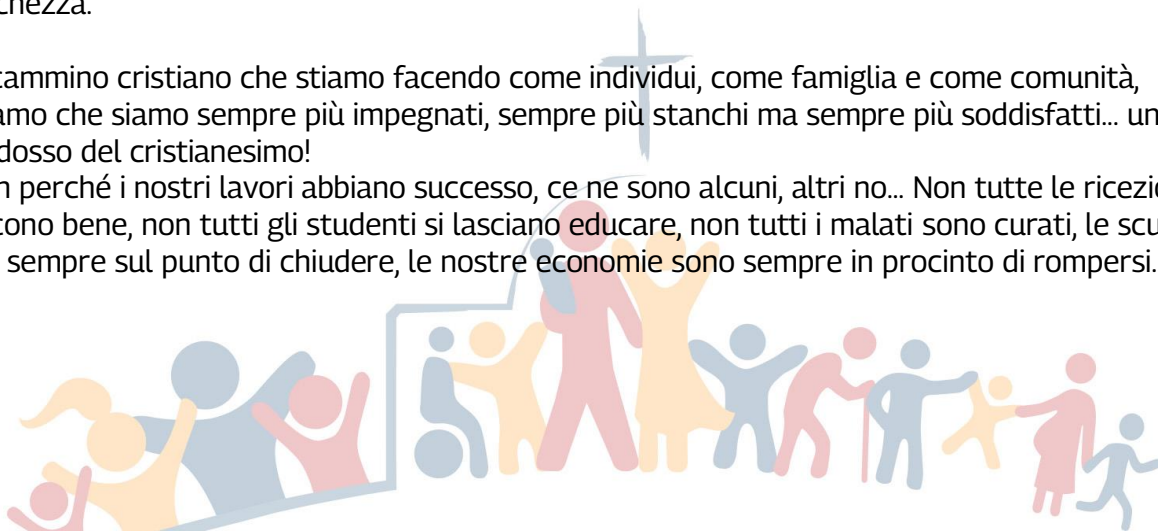 chezza.
cammino cristiano che stiamo facendo come individui, come famiglia e come comunità,
amo che siamo sempre più impegnati, sempre più stanchi ma sempre più soddisfatti... un
dosso del cristianesimo!
perché i nostri lavori abbiano successo, ce ne sono alcuni, altri no... Non tutte le ricezio
cono bene, non tutti gli studenti si lasciano educare, non tutti i malati sono curati, le scu
sempre sul punto di chiudere, le nostre economie sono sempre in procinto di rompersi.